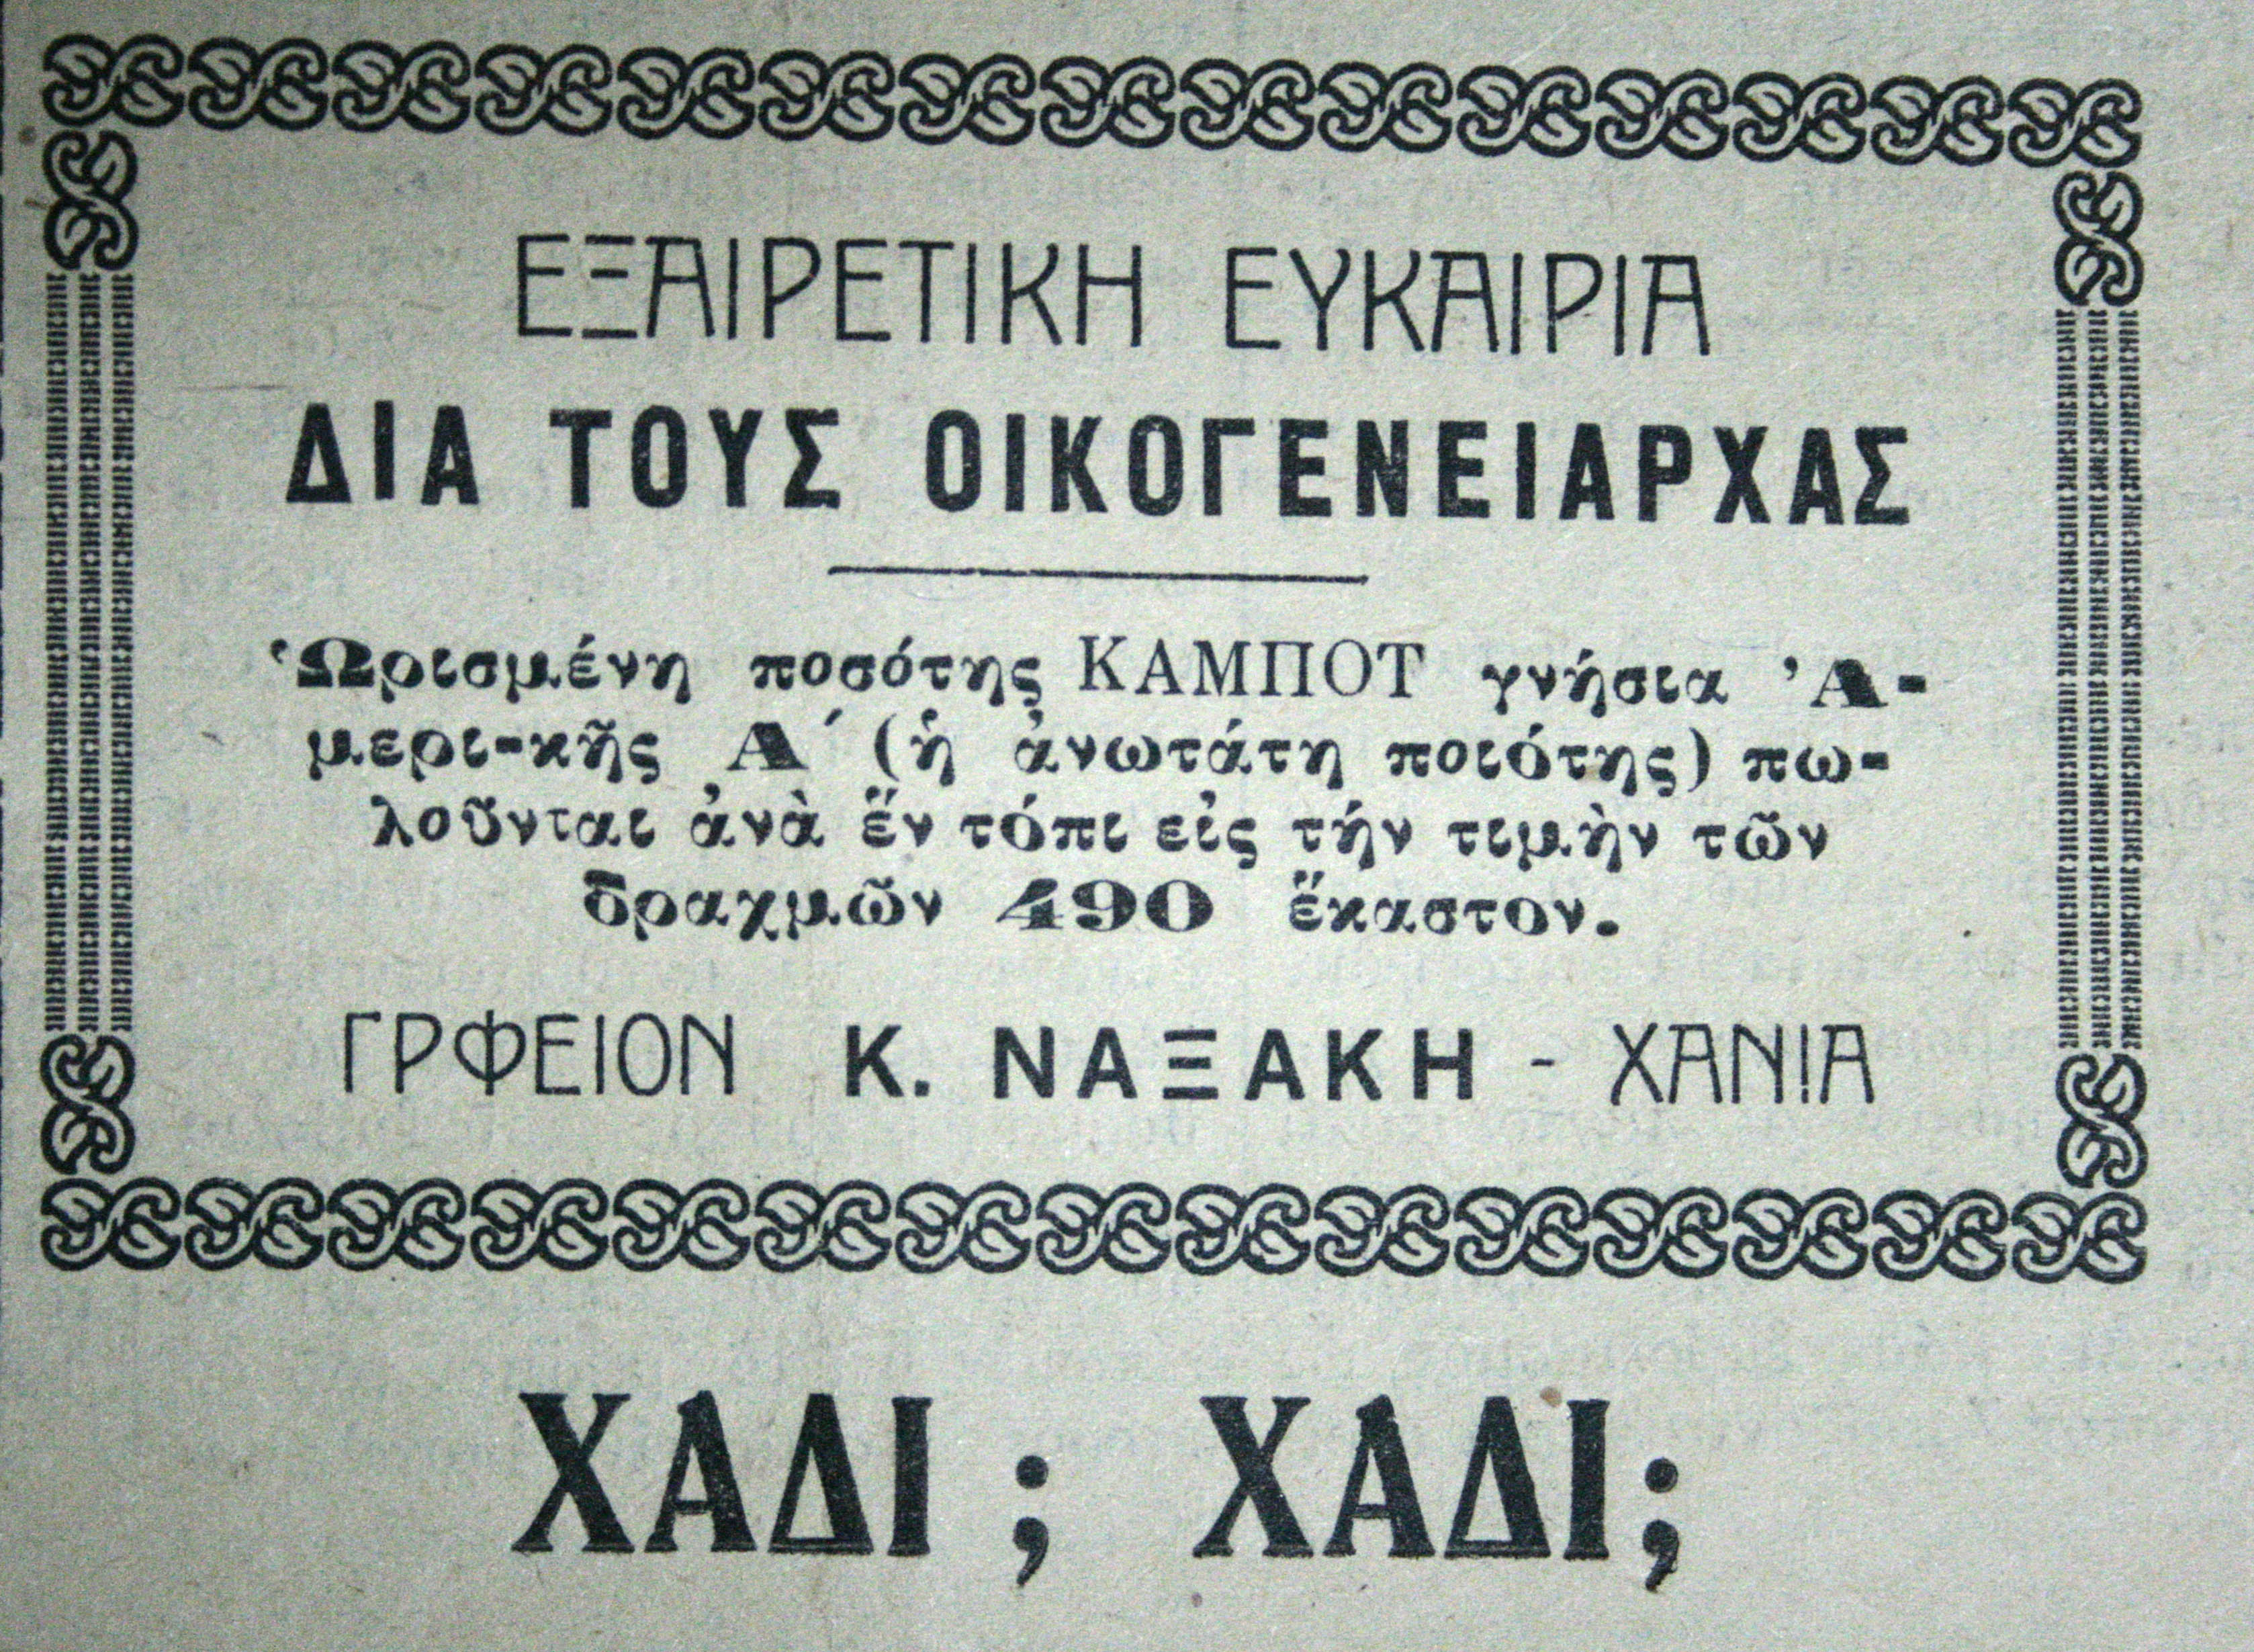 ΕΞΑΙΡΕΤΙΚΗ ΕΥΚΑΙΡΙΑ
ΔΙΑ ΤΟΥΣ ΟΙΚΟΓΕΝΕΙΑΡΧΑΣ
Ὡρισμένη ποσότης ΚΑΜΠΟΤ γνήσια Ἀ-
μερι-κῆς Α΄ (ἡ ἀνωτάτη ποιότης) πω-
λοῦνται ἀνὰ ἓν τόπι εἰς τήν τιμὴν τῶν
δραχμῶν 490 ἕκαστον.
ΓΡΦΕΙΟΝ Κ. ΝΑΞΑΚΗ - ΧΑΝΙΑ
ΧΑΔΙ ; ΧΑΔΙ;